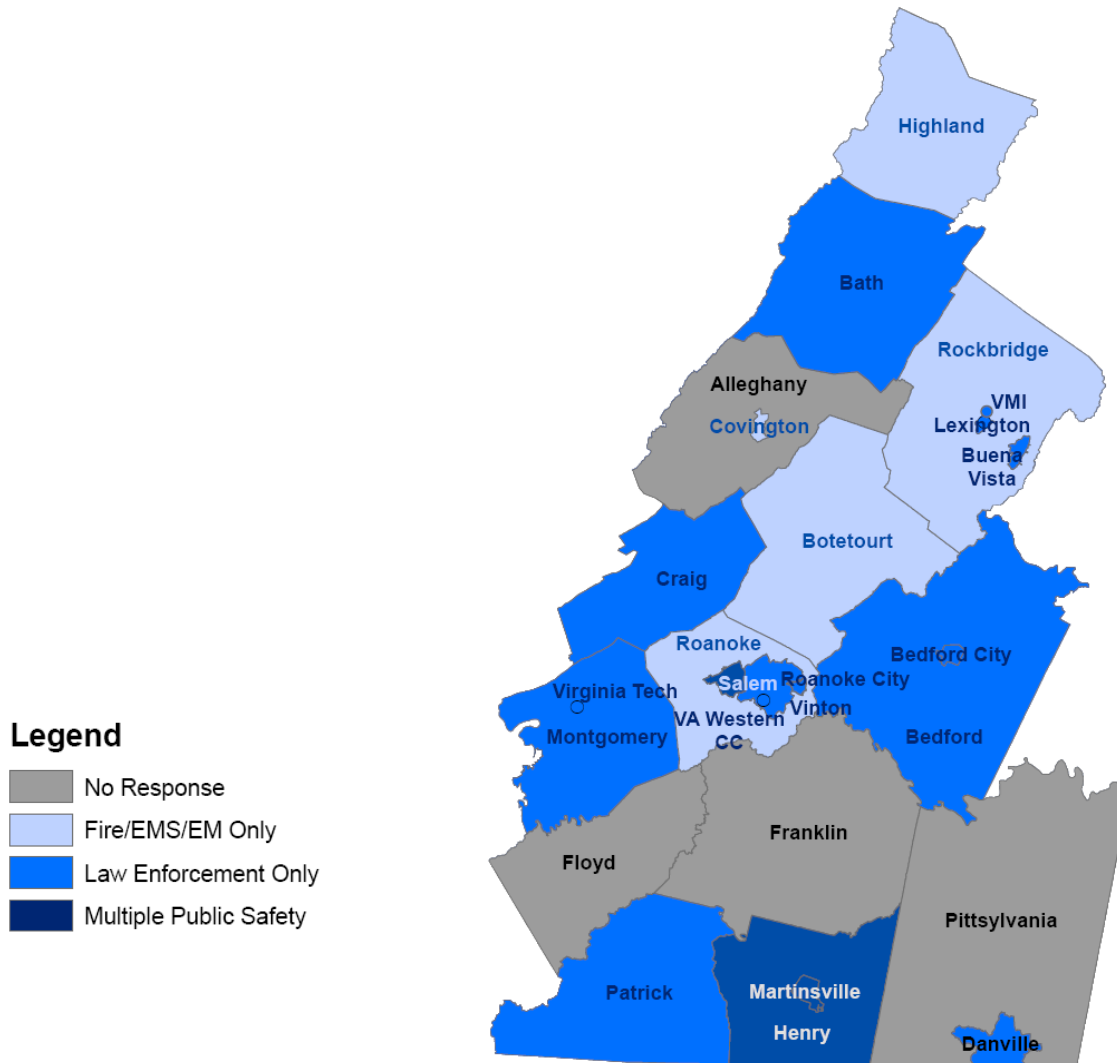 Highland
Bath
Rockbridge
Alleghany
VMI
Covington
Lexington
Buena
Vista
Botetourt
Craig
Roanoke
Bedford City
Salem
Roanoke City
Virginia Tech
Vinton
VA Western
CC
Montgomery
Bedford
Legend
No Response
Fire/EMS/EM Only
Law Enforcement Only
Multiple Public Safety
Franklin
Floyd
Pittsylvania
Patrick
Martinsville
Henry
Danville